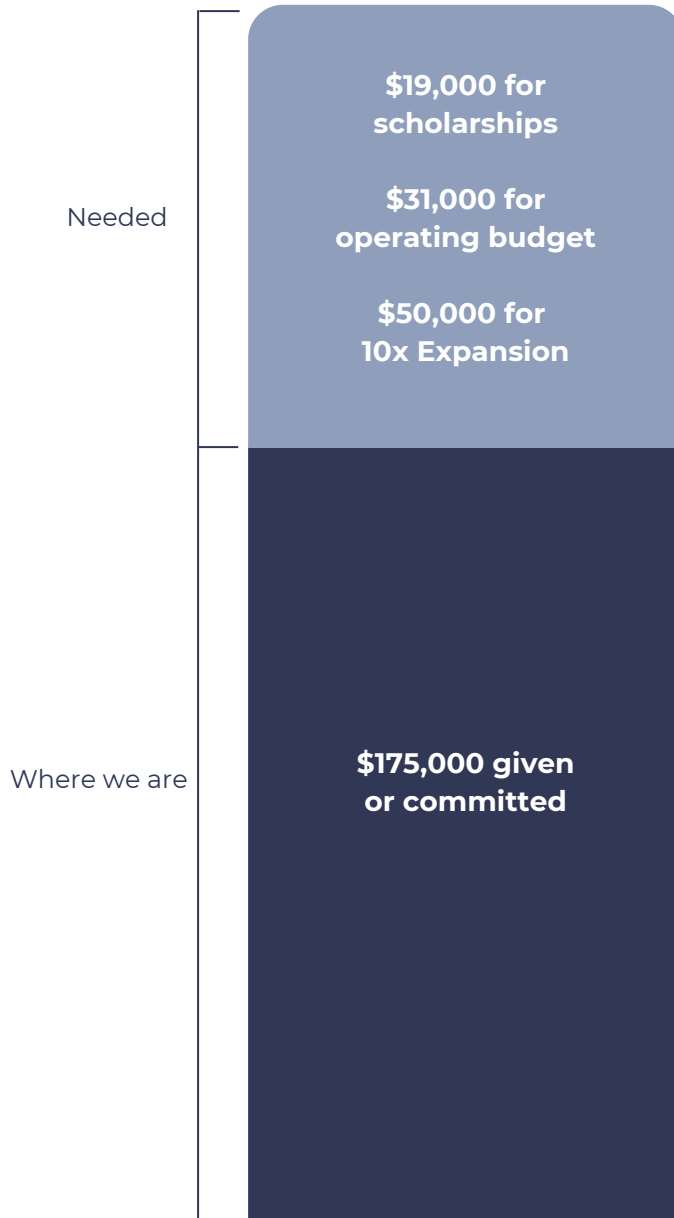 $19,000 for
scholarships
Needed
$31,000 for
operating budget
$50,000 for
10x Expansion
Where we are
$175,000 given
or committed